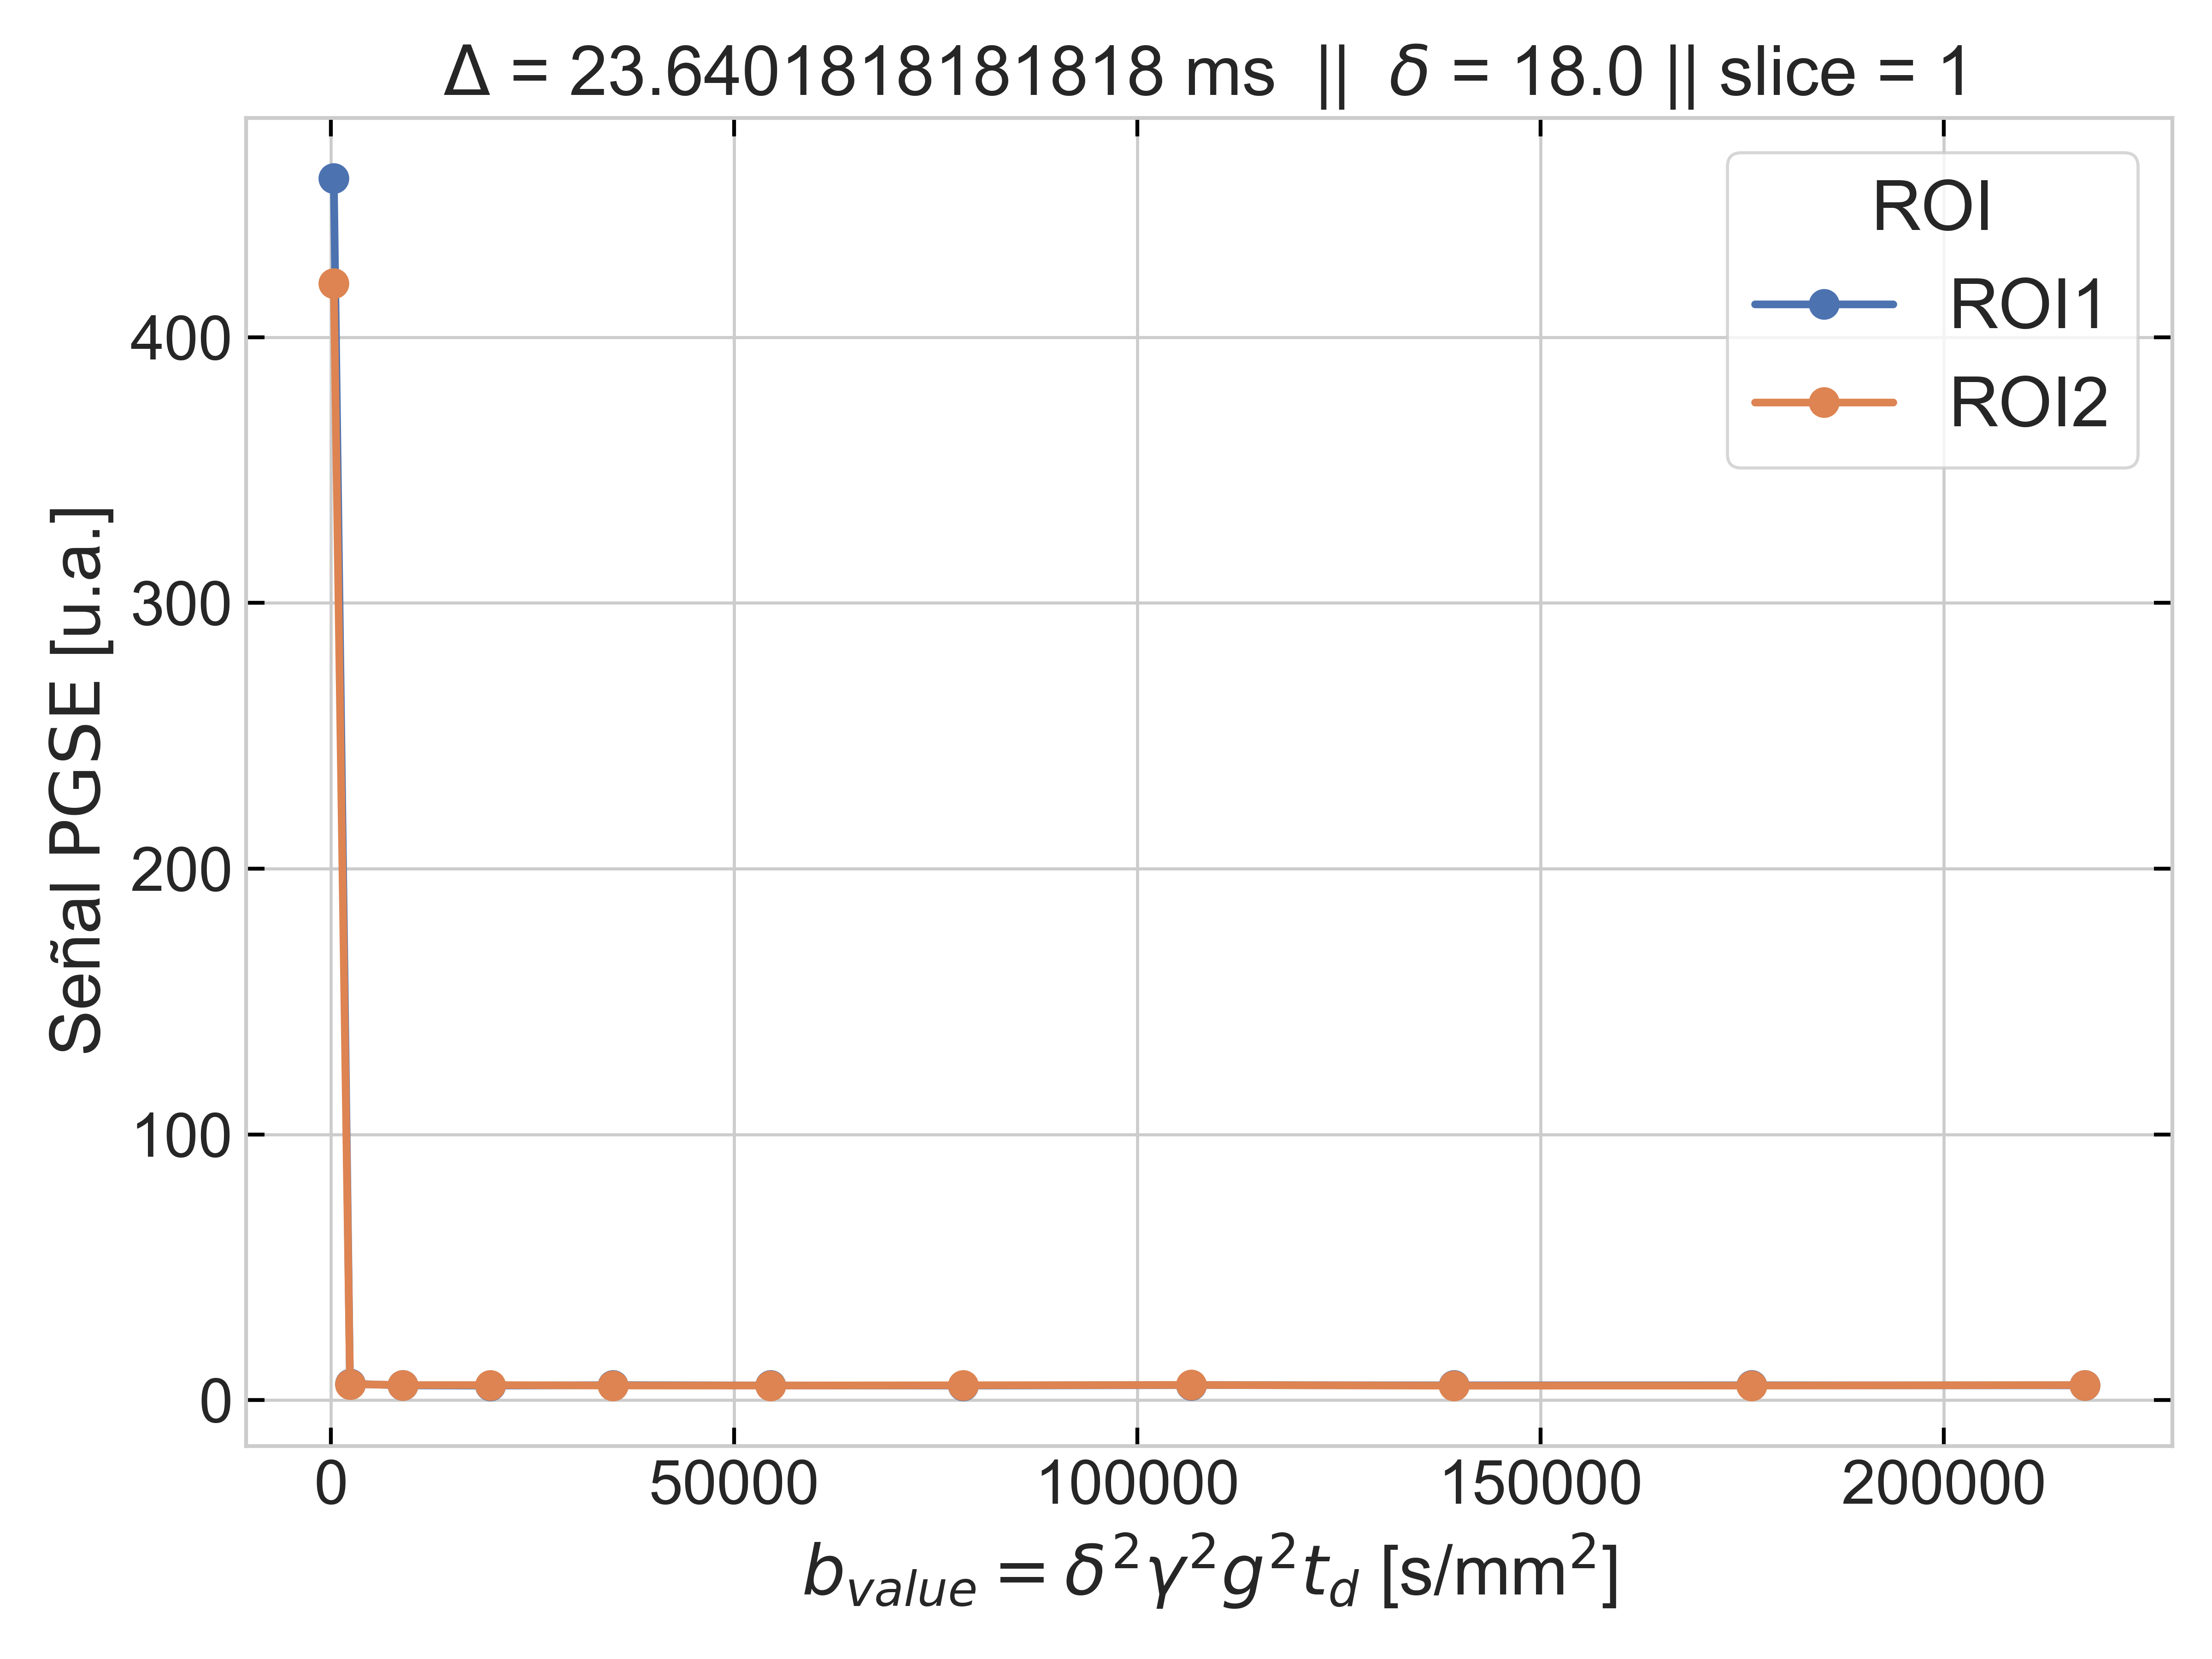 Δ = 23.64018181818181818 ms || δ = 18.0 || slice = 1
ROI
ROI1
ROI2
Señal PGSE [u.a.]
400
300
200
100
0
0 50000 100000 150000 200000
b_value = δ²γ²g²t_d [s/mm²]